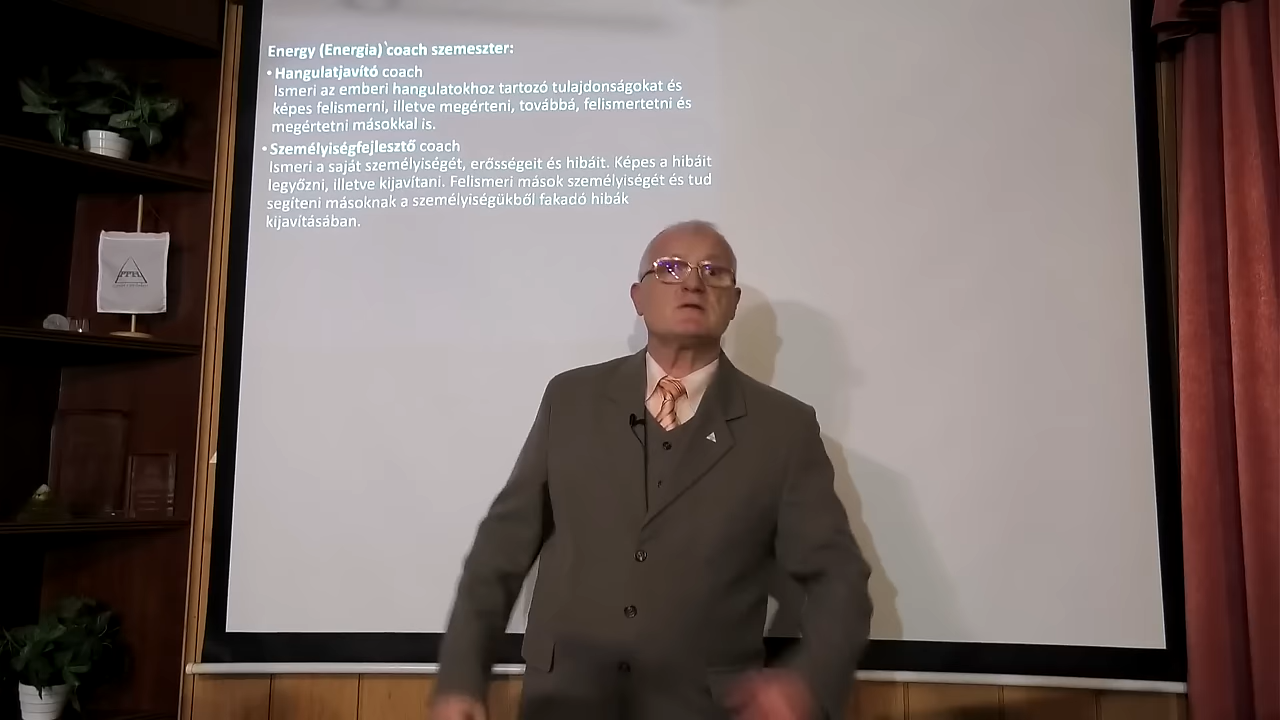 Energy (Energia) coach szemeszter:
• Hangulatjavító coach
Ismeri az emberi hangulatokhoz tartozó tulajdonságokat és
képes felismerni, illetve megérteni, továbbá, felismertetni és
megértetni másokkal is.
• Személyiségfejlesztő coach
Ismeri a saját személyiségét, erősségeit és hibáit. Képes a hibáit
legyőzni, illetve kijavítani. Felismeri mások személyiségét és tud
segíteni másoknak a személyiségükből fakadó hibák
kijavításában.